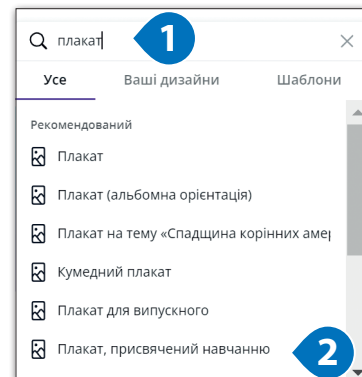 плакат
1
Усе Ваші дизайни Шаблони
Рекомендований
Плакат
Плакат (альбомна орієнтація)
Плакат на тему «Спадщина корінних амер
Кумедний плакат
Плакат для випускного
Плакат, присвячений навчанню
2